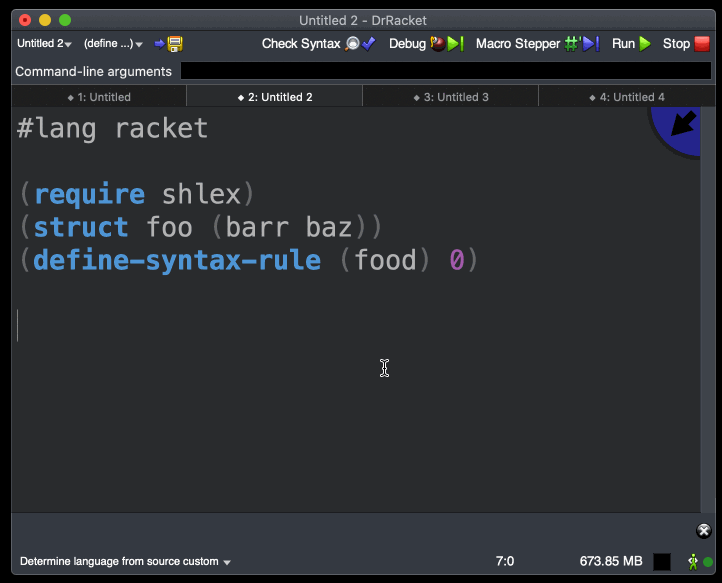 Untitled 2 - DrRacket
Untitled 2 (define ...) Check Syntax Debug Macro Stepper Run Stop
Command-line arguments
1: Untitled 2: Untitled 2 3: Untitled 3 4: Untitled 4
#lang racket
(require shlex)
(struct foo (barr baz))
(define-syntax-rule (food) 0)
Determine language from source custom 7:0 673.85 MB